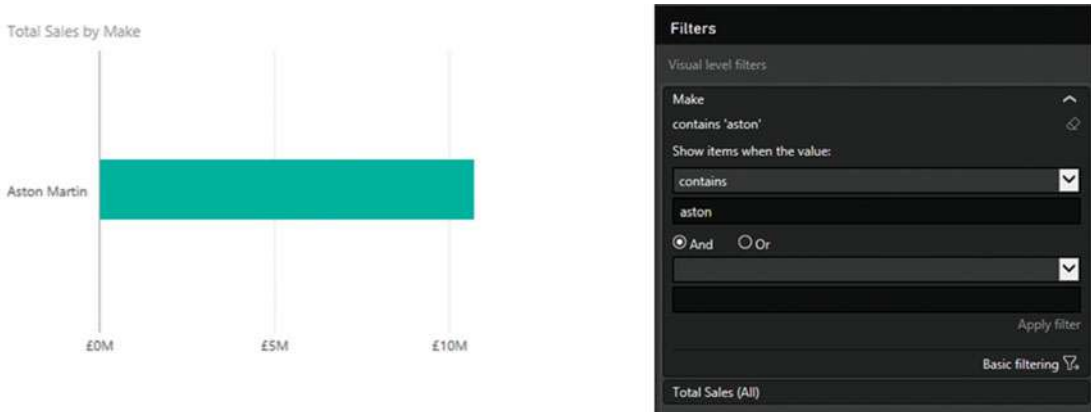 Total Sales by Make
Aston Martin
£0M £5M £10M
Filters
Visual level filters
Make
contains 'aston'
Show items when the value:
contains
aston
And Or
Apply filter
Basic filtering
Total Sales (All)